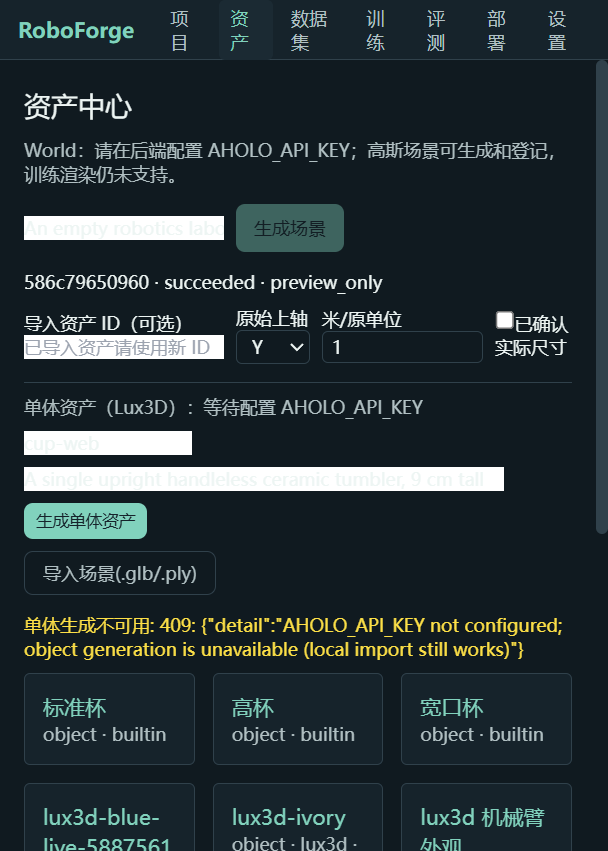 RoboForge 项目 资产 数据集 训练 评测 部署 设置
资产中心
World：请在后端配置 AHOLO_API_KEY；高斯场景可生成和登记，
训练渲染仍未支持。
An empty robotics labo 生成场景
586c79650960 · succeeded · preview_only
导入资产 ID（可选） 原始上轴 米/原单位 已确认
已导入资产请使用新 ID Y 1 实际尺寸
单体资产（Lux3D）：等待配置 AHOLO_API_KEY
cup-web
A single upright handleless ceramic tumbler, 9 cm tall
生成单体资产
导入场景(.glb/.ply)
单体生成不可用: 409: {"detail":"AHOLO_API_KEY not configured;
object generation is unavailable (local import still works)"}
标准杯 高杯 宽口杯
object · builtin object · builtin object · builtin
lux3d-blue- lux3d-ivory lux3d 机械臂
live-5887561 object · lux3d · 外观